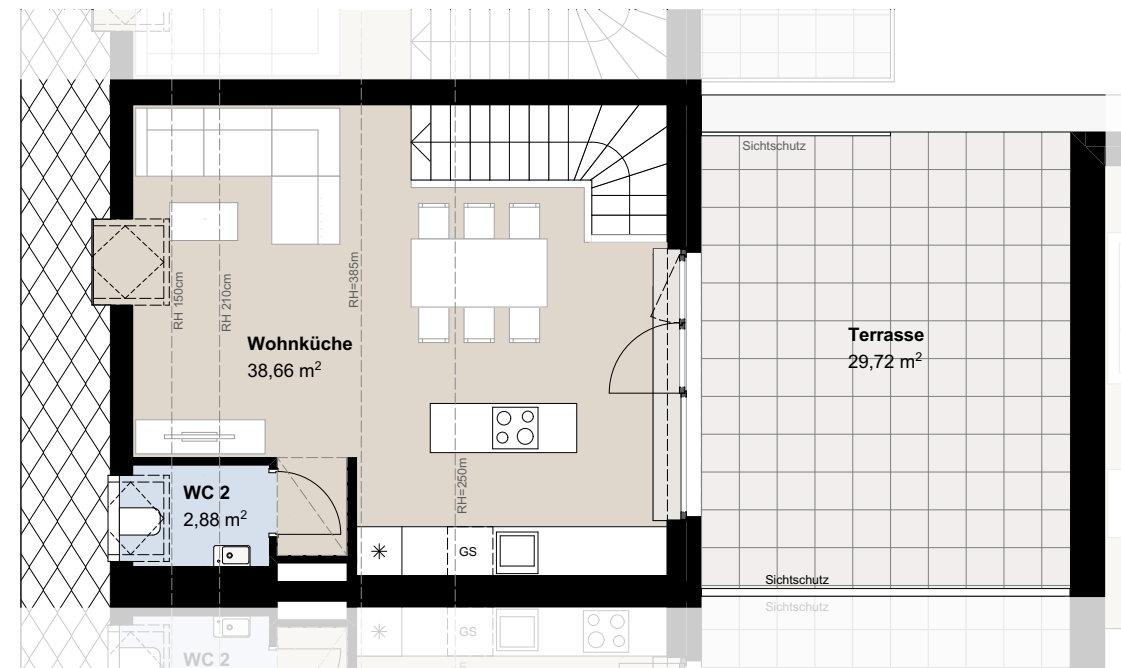 Sichtschutz
RH 150cm
RH 210cm
RH=385m
Wohnküche
38,66 m²
Terrasse
29,72 m²
RH=250m
WC 2
2,88 m²
GS
Sichtschutz
Sichtschutz
GS
WC 2